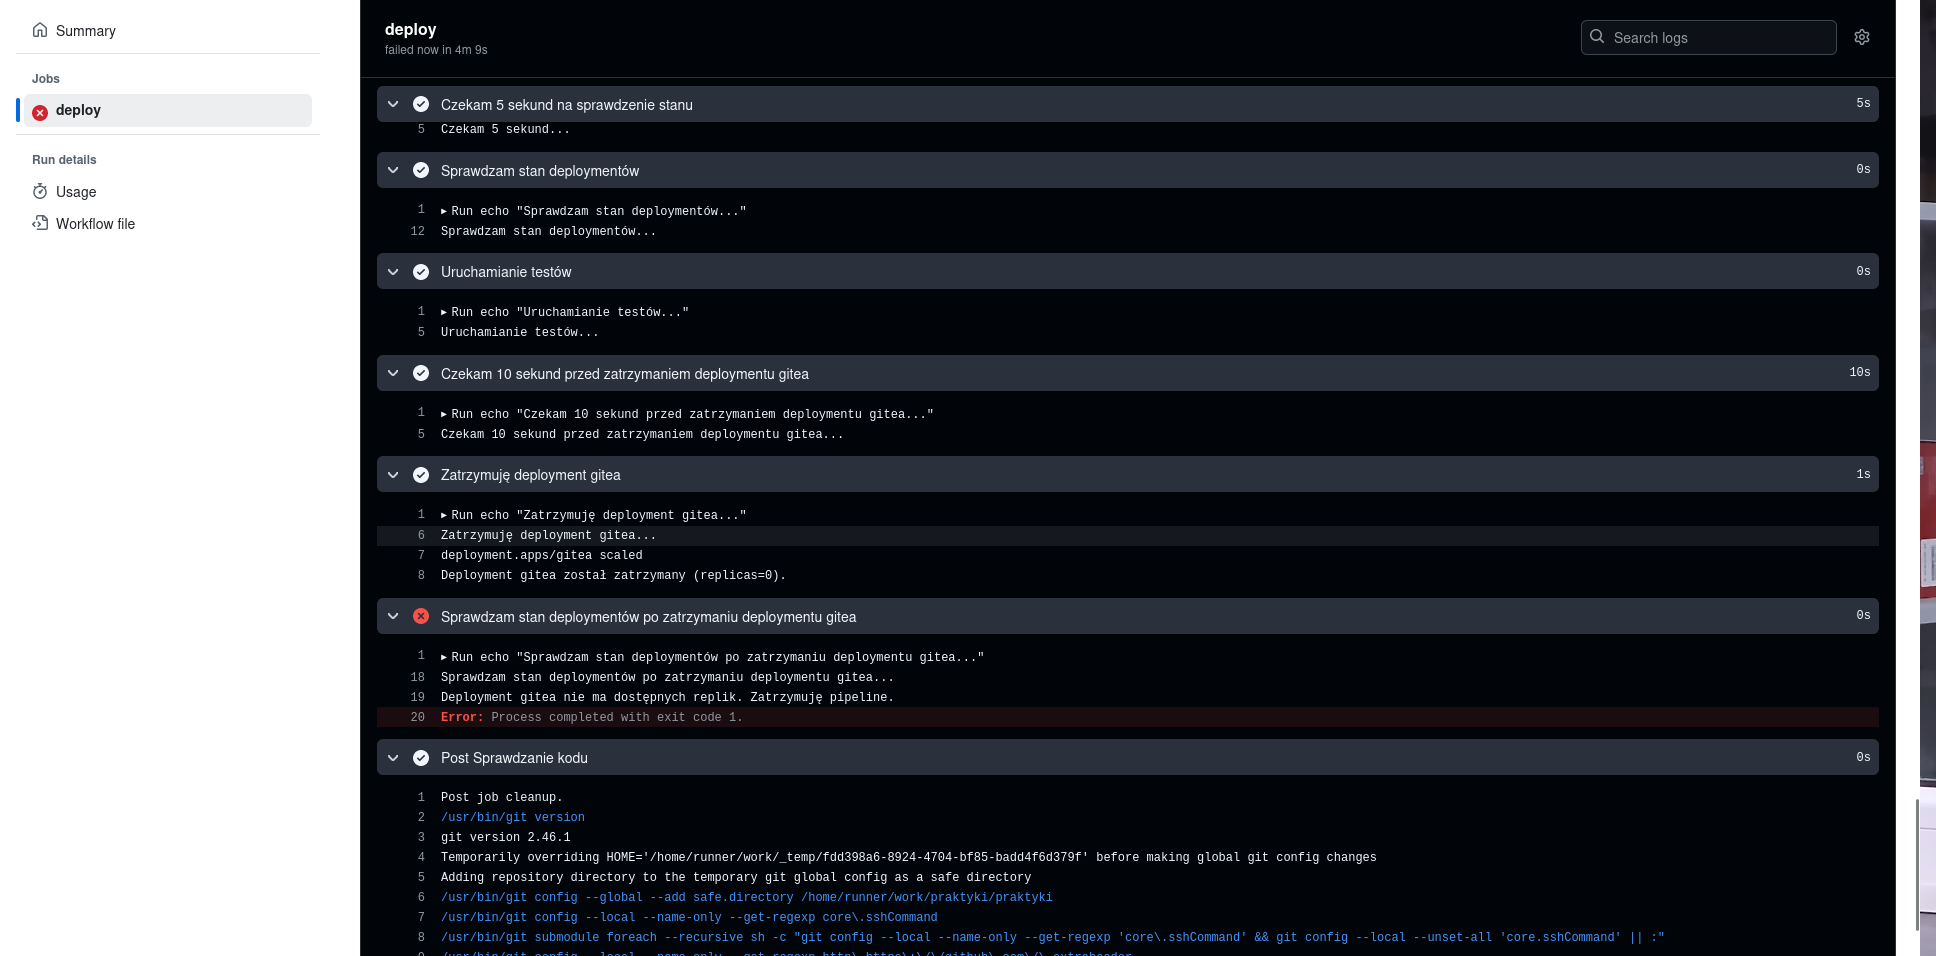 Summary
Jobs
deploy
Run details
Usage
Workflow file
deploy
failed now in 4m 9s
Search logs
Czekam 5 sekund na sprawdzenie stanu 5s
5 Czekam 5 sekund...
Sprawdzam stan deploymentów 0s
1 ▸ Run echo "Sprawdzam stan deploymentów..."
12 Sprawdzam stan deploymentów...
Uruchamianie testów 0s
1 ▸ Run echo "Uruchamianie testów..."
5 Uruchamianie testów...
Czekam 10 sekund przed zatrzymaniem deploymentu gitea 10s
1 ▸ Run echo "Czekam 10 sekund przed zatrzymaniem deploymentu gitea..."
5 Czekam 10 sekund przed zatrzymaniem deploymentu gitea...
Zatrzymuję deployment gitea 1s
1 ▸ Run echo "Zatrzymuję deployment gitea..."
6 Zatrzymuję deployment gitea...
7 deployment.apps/gitea scaled
8 Deployment gitea został zatrzymany (replicas=0).
Sprawdzam stan deploymentów po zatrzymaniu deploymentu gitea 0s
1 ▸ Run echo "Sprawdzam stan deploymentów po zatrzymaniu deploymentu gitea..."
18 Sprawdzam stan deploymentów po zatrzymaniu deploymentu gitea...
19 Deployment gitea nie ma dostępnych replik. Zatrzymuję pipeline.
20 Error: Process completed with exit code 1.
Post Sprawdzanie kodu 0s
1 Post job cleanup.
2 /usr/bin/git version
3 git version 2.46.1
4 Temporarily overriding HOME='/home/runner/work/_temp/fdd398a6-8924-4704-bf85-badd4f6d379f' before making global git config changes
5 Adding repository directory to the temporary git global config as a safe directory
6 /usr/bin/git config --global --add safe.directory /home/runner/work/praktyki/praktyki
7 /usr/bin/git config --local --name-only --get-regexp core\.sshCommand
8 /usr/bin/git submodule foreach --recursive sh -c "git config --local --name-only --get-regexp 'core\.sshCommand' && git config --local --unset-all 'core.sshCommand' || :"